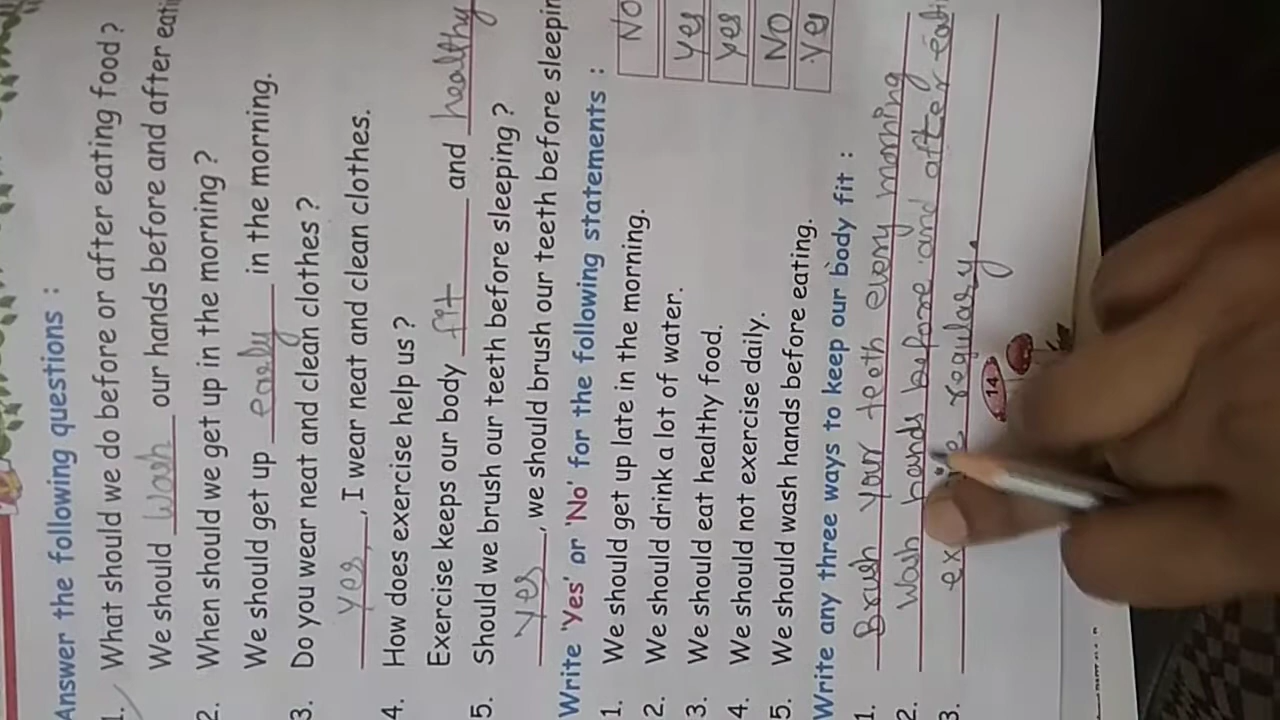 Answer the following questions :
1. What should we do before or after eating food ?
We should wash our hands before and after eati
2. When should we get up in the morning ?
We should get up early in the morning.
3. Do you wear neat and clean clothes ?
Yes, I wear neat and clean clothes.
4. How does exercise help us ?
Exercise keeps our body fit and healthy
5. Should we brush our teeth before sleeping ?
Yes, we should brush our teeth before sleepin
Write 'Yes' or 'No' for the following statements :
1. We should get up late in the morning. No
2. We should drink a lot of water. Yes
3. We should eat healthy food. Yes
4. We should not exercise daily. No
5. We should wash hands before eating. Yes
Write any three ways to keep our body fit :
1. Brush your teeth every morning
2. Wash hands before and after eati
3. regulary.
14